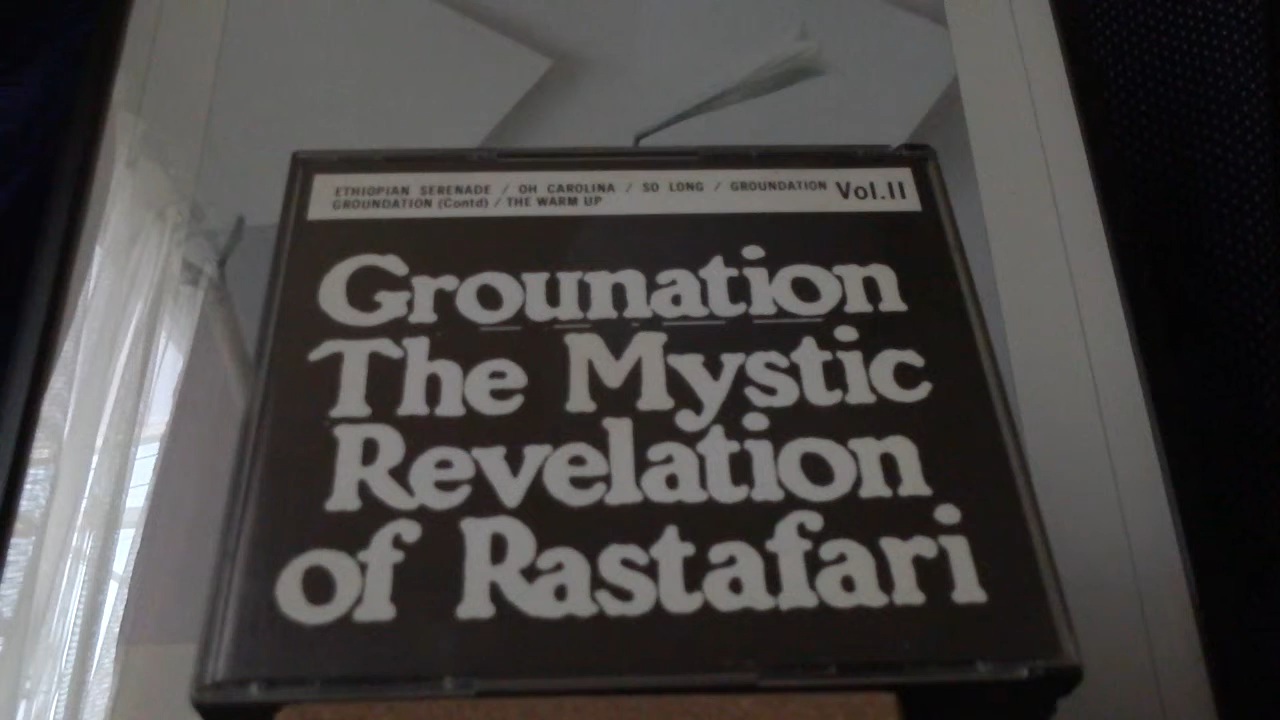 ETHIOPIAN SERENADE / OH CAROLINA / SO LONG / GROUNDATION Vol.II
GROUNDATION (Contd) / THE WARM UP
Grounation
The Mystic
Revelation
of Rastafari